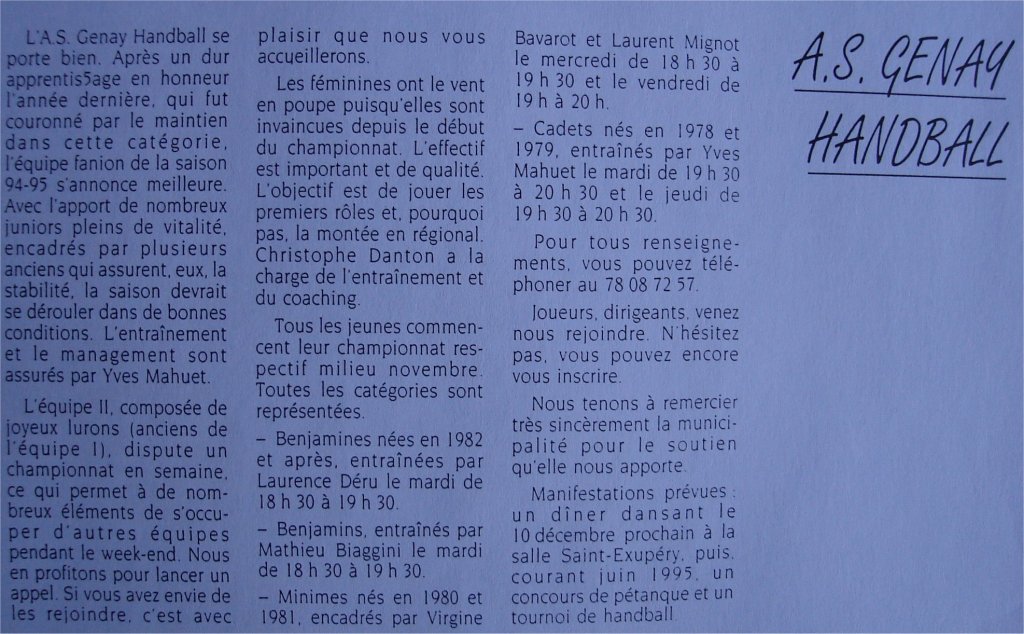 A.S. GENAY
HANDBALL
L'A.S. Genay Handball se
porte bien. Après un dur
apprentis5age en honneur
l'année dernière, qui fut
couronné par le maintien
dans cette catégorie,
l'équipe fanion de la saison
94-95 s'annonce meilleure.
Avec l'apport de nombreux
juniors pleins de vitalité,
encadrés par plusieurs
anciens qui assurent, eux, la
stabilité, la saison devrait
se dérouler dans de bonnes
conditions. L'entraînement
et le management sont
assurés par Yves Mahuet.
L'équipe II, composée de
joyeux lurons (anciens de
l'équipe I), dispute un
championnat en semaine,
ce qui permet à de nom-
breux éléments de s'occu-
per d'autres équipes
pendant le week-end. Nous
en profitons pour lancer un
appel. Si vous avez envie de
les rejoindre, c'est avec
plaisir que nous vous
accueillerons.
Les féminines ont le vent
en poupe puisqu'elles sont
invaincues depuis le début
du championnat. L'effectif
est important et de qualité.
L'objectif est de jouer les
premiers rôles et, pourquoi
pas, la montée en régional.
Christophe Danton a la
charge de l'entraînement et
du coaching.
Tous les jeunes commen-
cent leur championnat res-
pectif milieu novembre.
Toutes les catégories sont
représentées.
– Benjamines nées en 1982
et après, entraînées par
Laurence Déru le mardi de
18 h 30 à 19 h 30.
– Benjamins, entraînés par
Mathieu Biaggini le mardi
de 18 h 30 à 19 h 30.
– Minimes nés en 1980 et
1981, encadrés par Virgine
Bavarot et Laurent Mignot
le mercredi de 18 h 30 à
19 h 30 et le vendredi de
19 h à 20 h.
– Cadets nés en 1978 et
1979, entraînés par Yves
Mahuet le mardi de 19 h 30
à 20 h 30 et le jeudi de
19 h 30 à 20 h 30.
Pour tous renseigne-
ments, vous pouvez télé-
phoner au 78 08 72 57.
Joueurs, dirigeants, venez
nous rejoindre. N'hésitez
pas, vous pouvez encore
vous inscrire.
Nous tenons à remercier
très sincèrement la munici-
palité pour le soutien
qu'elle nous apporte.
Manifestations prévues :
un dîner dansant le
10 décembre prochain à la
salle Saint-Exupéry, puis,
courant juin 1995, un
concours de pétanque et un
tournoi de handball.